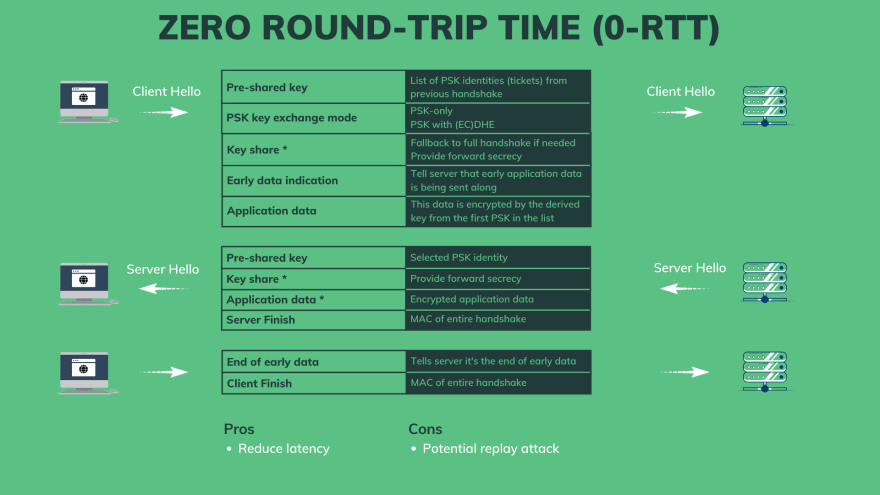 ZERO ROUND-TRIP TIME (0-RTT)
Client Hello
Client Hello
Pre-shared key
List of PSK identities (tickets) from
previous handshake
PSK key exchange mode
PSK-only
PSK with (EC)DHE
Key share *
Fallback to full handshake if needed
Provide forward secrecy
Early data indication
Tell server that early application data
is being sent along
Application data
This data is encrypted by the derived
key from the first PSK in the list
Server Hello
Server Hello
Pre-shared key
Selected PSK identity
Key share *
Provide forward secrecy
Application data *
Encrypted application data
Server Finish
MAC of entire handshake
End of early data
Tells server it's the end of early data
Client Finish
MAC of entire handshake
Pros
• Reduce latency
Cons
• Potential replay attack